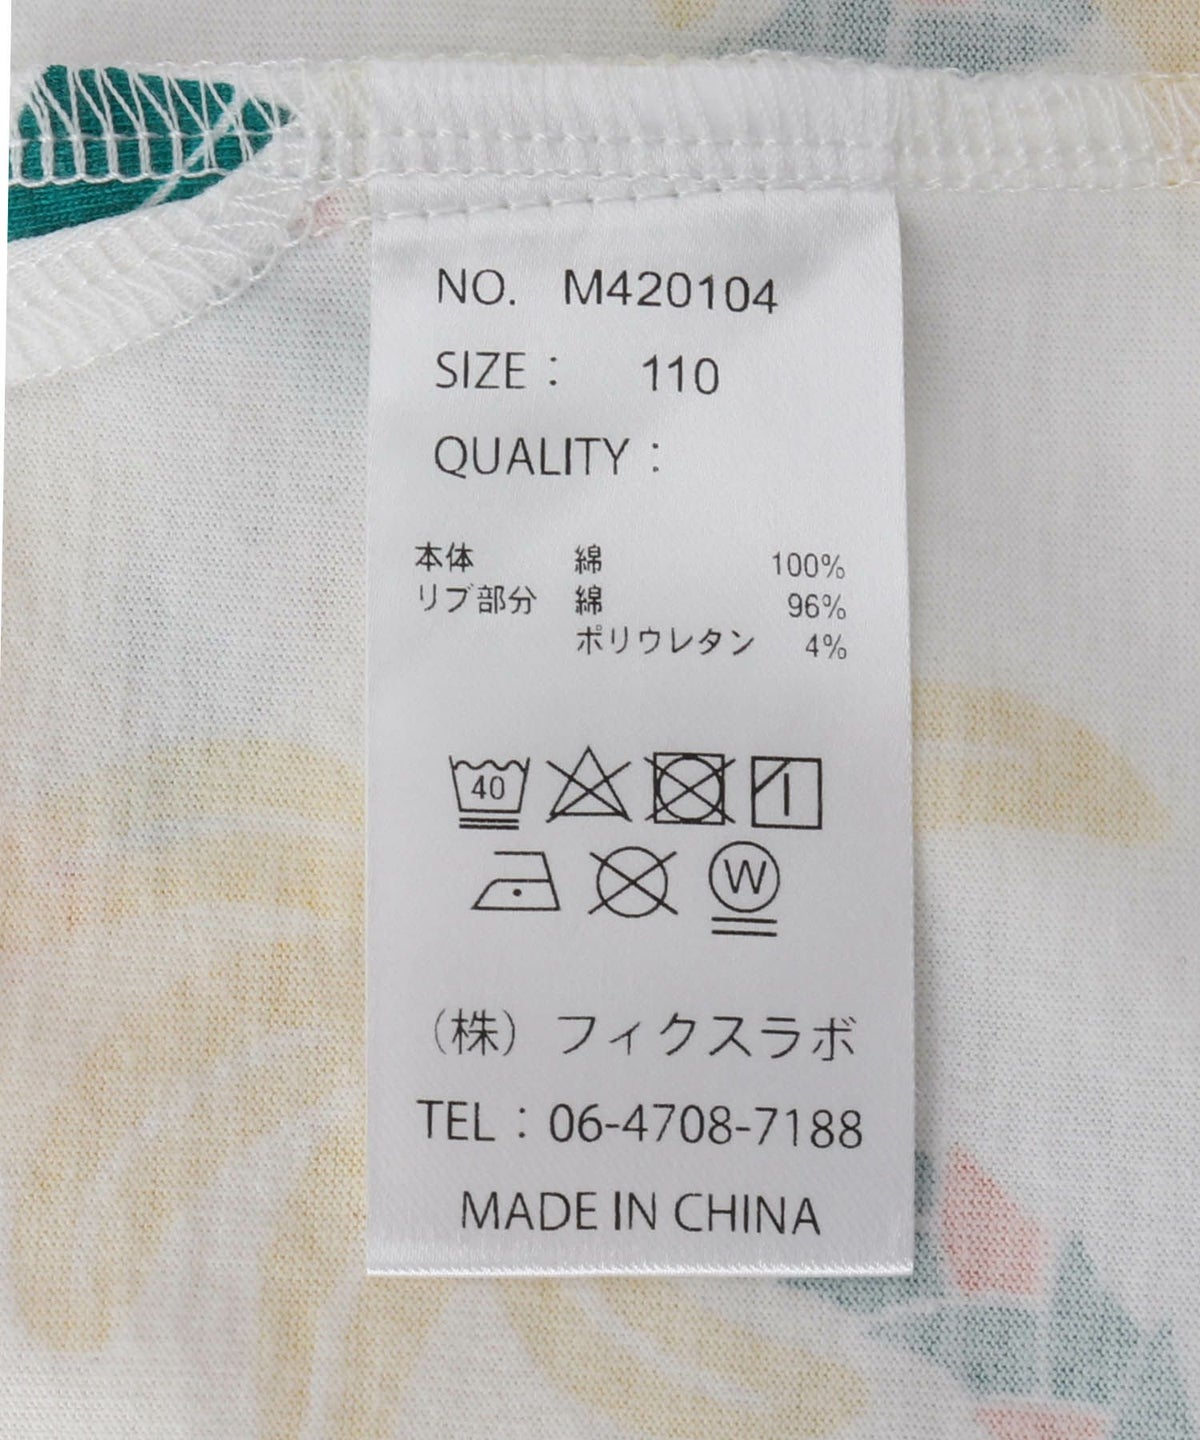 NO. M420104
SIZE： 110
QUALITY：
本体 綿 100%
リブ部分 綿 96%
ポリウレタン 4%
40
W
（株）フィクスラボ
TEL：06-4708-7188
MADE IN CHINA